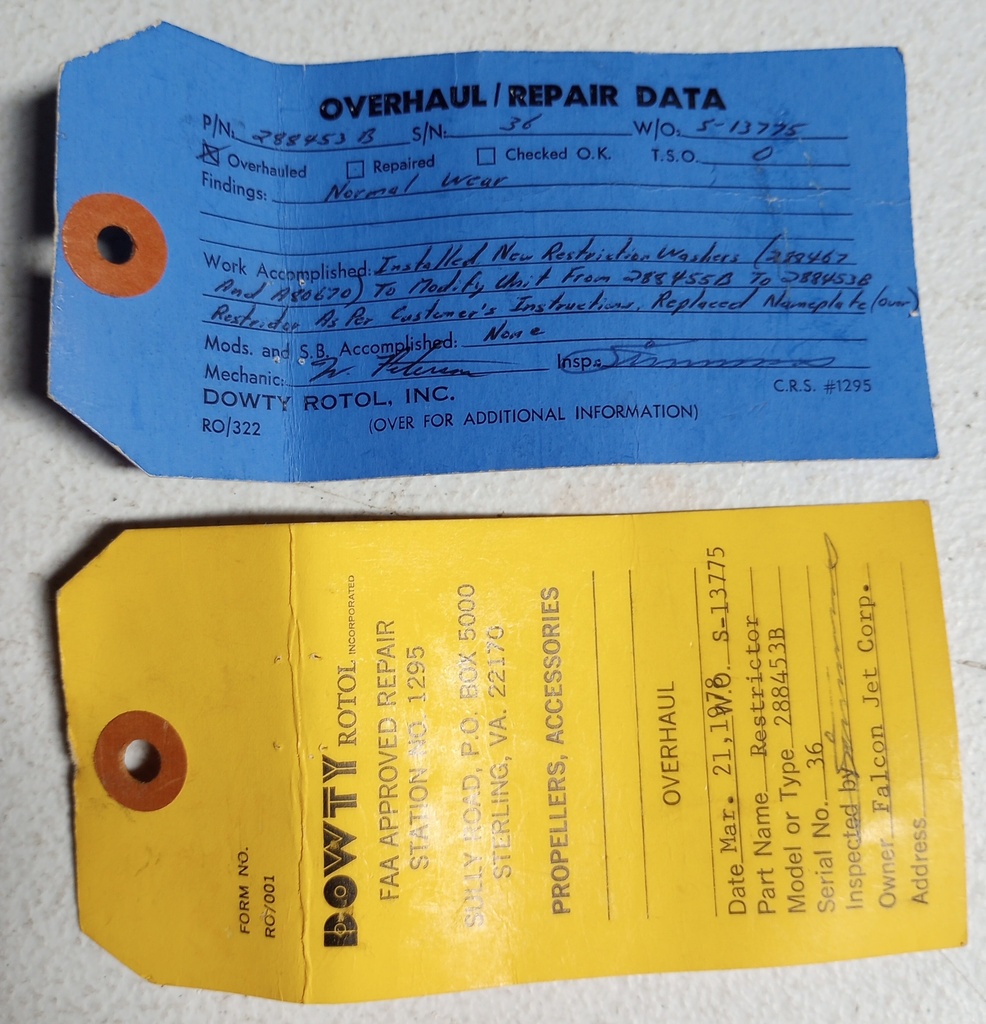 OVERHAUL / REPAIR DATA
P/N. 288453 B S/N: 36 W/O: S-13775
☒ Overhauled ☐ Repaired ☐ Checked O.K. T.S.O. 0
Findings: Normal Wear
Work Accomplished: Installed New Restriction Washers (288467
And A80670) To Modify Unit From 288455B To 288453B
Restrictor As Per Customer's Instructions, Replaced Nameplate (over)
Mods. and S.B. Accomplished: None
Mechanic: W. Peterson Insp.:
DOWTY ROTOL, INC. C.R.S. #1295
RO/322 (OVER FOR ADDITIONAL INFORMATION)
FORM NO.
RO/001
DOWTY ROTOL INCORPORATED
FAA APPROVED REPAIR
STATION NO. 1295
SULLY ROAD, P.O. BOX 5000
STERLING, VA. 22170
PROPELLERS, ACCESSORIES
OVERHAUL
Date Mar. 21,1978 W.O. S-13775
Part Name Restrictor
Model or Type 288453B
Serial No. 36
Inspected by
Owner Falcon Jet Corp.
Address